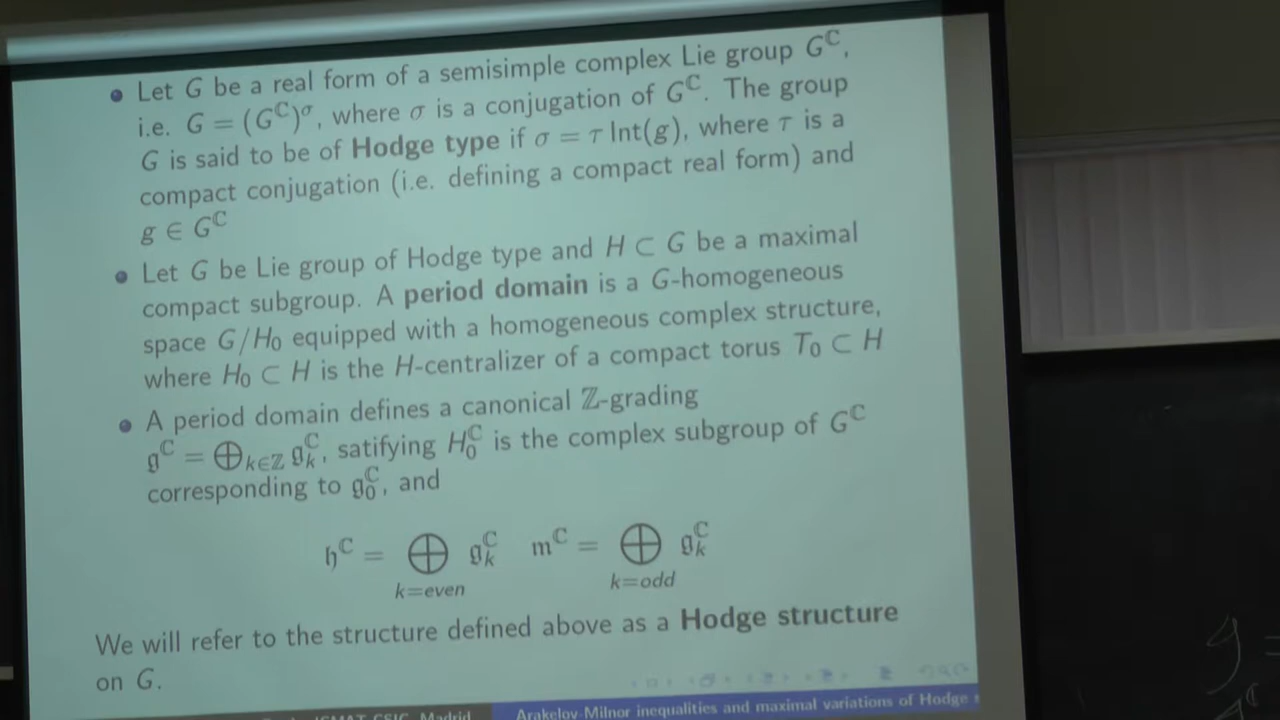 • Let G be a real form of a semisimple complex Lie group G^ℂ,
i.e. G = (G^ℂ)^σ, where σ is a conjugation of G^ℂ. The group
G is said to be of Hodge type if σ = τ Int(g), where τ is a
compact conjugation (i.e. defining a compact real form) and
g ∈ G^ℂ
• Let G be Lie group of Hodge type and H ⊂ G be a maximal
compact subgroup. A period domain is a G-homogeneous
space G/H₀ equipped with a homogeneous complex structure,
where H₀ ⊂ H is the H-centralizer of a compact torus T₀ ⊂ H
• A period domain defines a canonical ℤ-grading
𝔤^ℂ = ⊕_{k∈ℤ} 𝔤_k^ℂ, satifying H₀^ℂ is the complex subgroup of G^ℂ
corresponding to 𝔤₀^ℂ, and
𝔥^ℂ = ⊕_{k=even} 𝔤_k^ℂ 𝔪^ℂ = ⊕_{k=odd} 𝔤_k^ℂ
We will refer to the structure defined above as a Hodge structure
on G.
ICMAT-CSIC, Madrid Arakelov-Milnor inequalities and maximal variations of Hodge